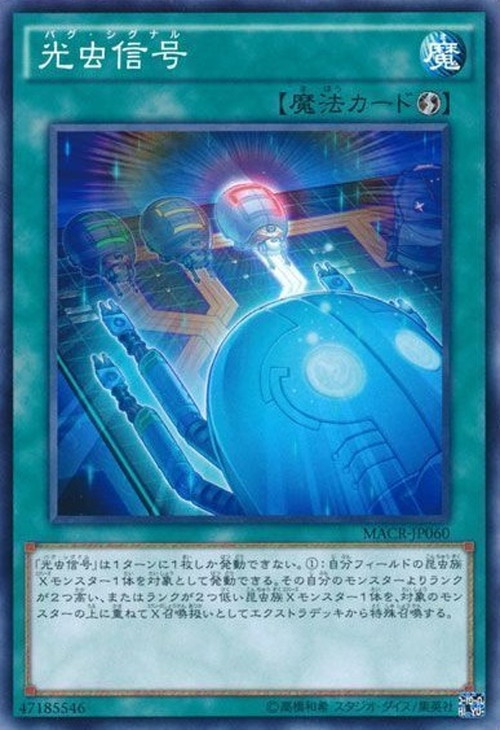 バグ・シグナル
光虫信号
魔
【魔法カード】
MACR-JP060
「光虫信号」は1ターンに1枚しか発動できない。①：自分フィールドの昆虫族
Xモンスター1体を対象として発動できる。その自分のモンスターよりランク
が2つ高い、またはランクが2つ低い昆虫族Xモンスター1体を、対象のモン
スターの上に重ねてX召喚扱いとしてエクストラデッキから特殊召喚する。
47185546
©高橋和希 スタジオ・ダイス/集英社